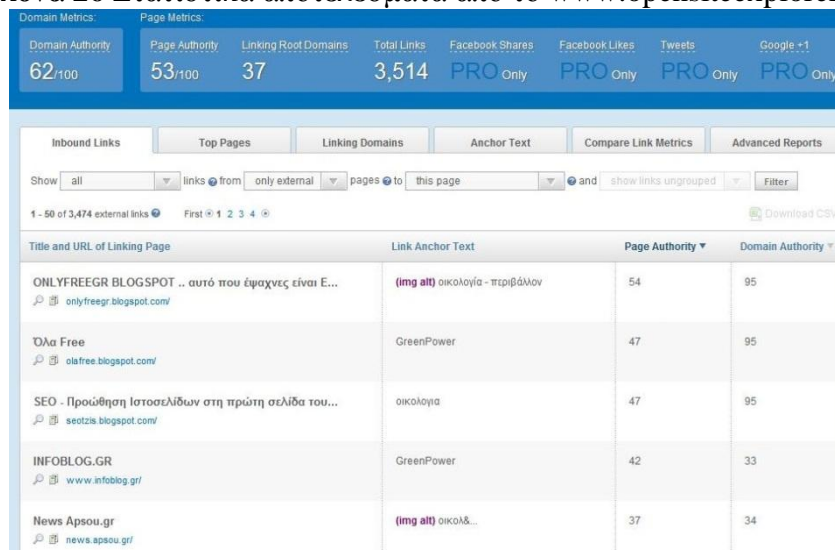 Domain Metrics: Page Metrics:
Domain Authority Page Authority Linking Root Domains Total Links Facebook Shares Facebook Likes Tweets Google +1
62/100 53/100 37 3,514 PRO Only PRO Only PRO Only PRO Only
Inbound Links Top Pages Linking Domains Anchor Text Compare Link Metrics Advanced Reports
Show all links from only external pages to this page and show links ungrouped Filter
1 - 50 of 3,474 external links First 1 2 3 4 Download CSV
Title and URL of Linking Page Link Anchor Text Page Authority Domain Authority
ONLYFREEGR BLOGSPOT .. αυτό που έψαχνες είναι Ε... (img alt) οικολογία - περιβάλλον 54 95
onlyfreegr.blogspot.com/
Όλα Free GreenPower 47 95
olafree.blogspot.com/
SEO - Προώθηση Ιστοσελίδων στη πρώτη σελίδα του... οικολογια 47 95
seotzis.blogspot.com/
INFOBLOG.GR GreenPower 42 33
www.infoblog.gr/
News Apsou.gr (img alt) οικολ&... 37 34
news.apsou.gr/